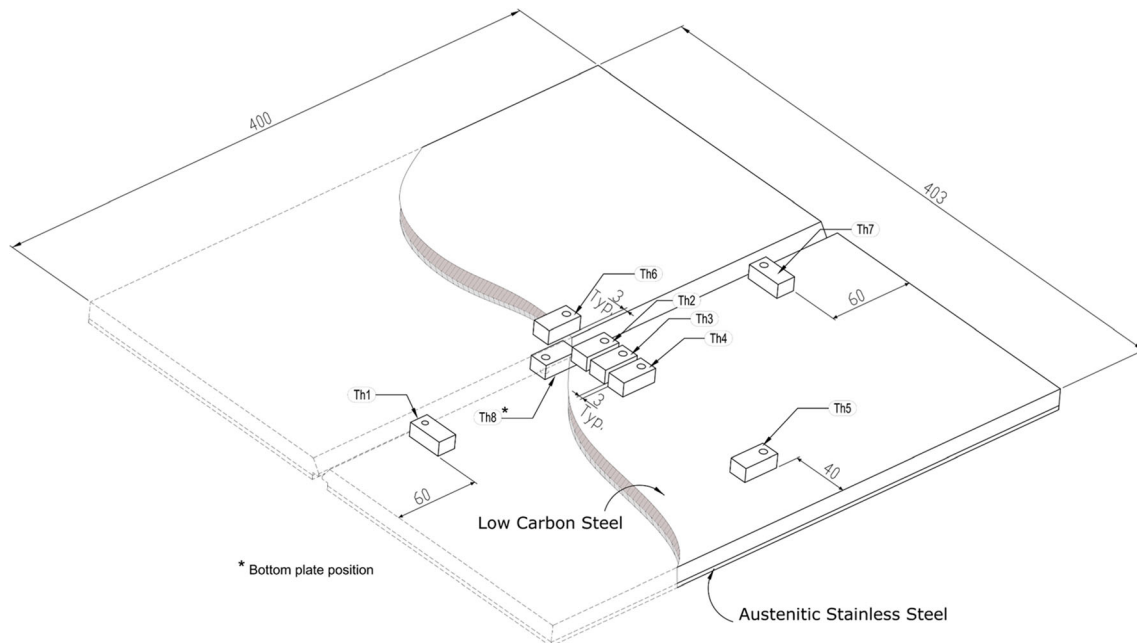 400
403
Th7
Th6
3
Typ.
Th2
60
Th3
Th4
Th1
Th8 *
3
Typ.
Th5
40
60
Low Carbon Steel
* Bottom plate position
Austenitic Stainless Steel